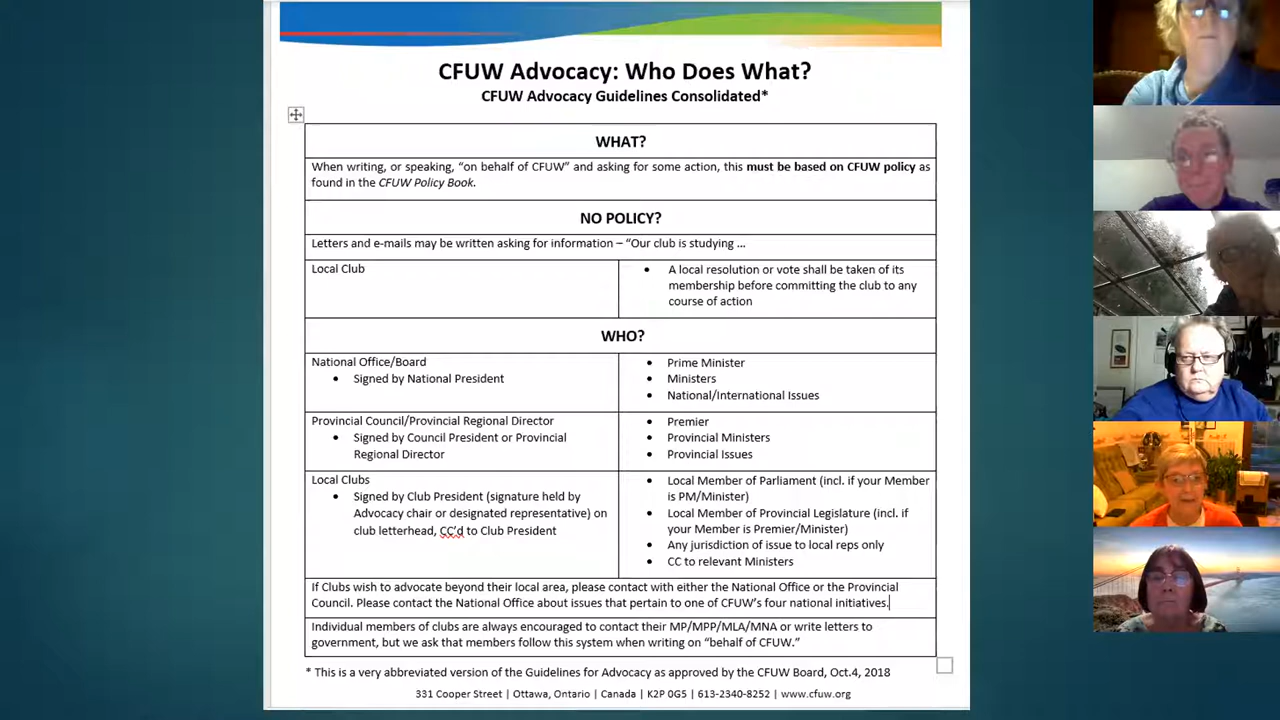 CFUW Advocacy: Who Does What?
CFUW Advocacy Guidelines Consolidated*
WHAT?
When writing, or speaking, "on behalf of CFUW" and asking for some action, this must be based on CFUW policy as
found in the CFUW Policy Book.
NO POLICY?
Letters and e-mails may be written asking for information – "Our club is studying ...
Local Club
• A local resolution or vote shall be taken of its
membership before committing the club to any
course of action
WHO?
National Office/Board
• Signed by National President
• Prime Minister
• Ministers
• National/International Issues
Provincial Council/Provincial Regional Director
• Signed by Council President or Provincial
Regional Director
• Premier
• Provincial Ministers
• Provincial Issues
Local Clubs
• Signed by Club President (signature held by
Advocacy chair or designated representative) on
club letterhead, CC'd to Club President
• Local Member of Parliament (incl. if your Member
is PM/Minister)
• Local Member of Provincial Legislature (incl. if
your Member is Premier/Minister)
• Any jurisdiction of issue to local reps only
• CC to relevant Ministers
If Clubs wish to advocate beyond their local area, please contact with either the National Office or the Provincial
Council. Please contact the National Office about issues that pertain to one of CFUW's four national initiatives.
Individual members of clubs are always encouraged to contact their MP/MPP/MLA/MNA or write letters to
government, but we ask that members follow this system when writing on "behalf of CFUW."
* This is a very abbreviated version of the Guidelines for Advocacy as approved by the CFUW Board, Oct.4, 2018
331 Cooper Street | Ottawa, Ontario | Canada | K2P 0G5 | 613-2340-8252 | www.cfuw.org